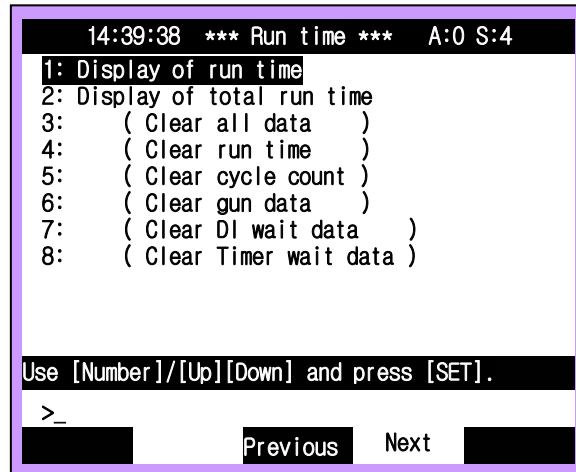 14:39:38 *** Run time *** A:0 S:4
1: Display of run time
2: Display of total run time
3: ( Clear all data )
4: ( Clear run time )
5: ( Clear cycle count )
6: ( Clear gun data )
7: ( Clear DI wait data )
8: ( Clear Timer wait data )
Use [Number]/[Up][Down] and press [SET].
>_
Previous Next